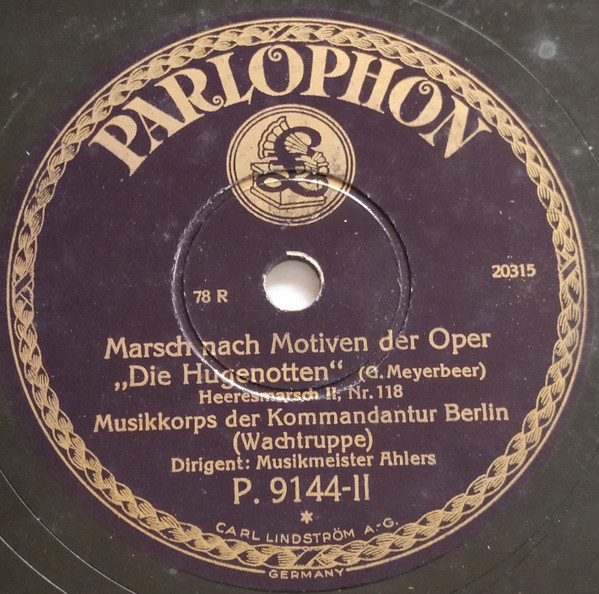 PARLOPHON
£
78 R
20315
Marsch nach Motiven der Oper
„Die Hugenotten“ (G. Meyerbeer)
Heeresmarsch II, Nr. 118
Musikkorps der Kommandantur Berlin
(Wachtruppe)
Dirigent: Musikmeister Ahlers
P. 9144-II
*
CARL LINDSTRÖM A.-G.
GERMANY